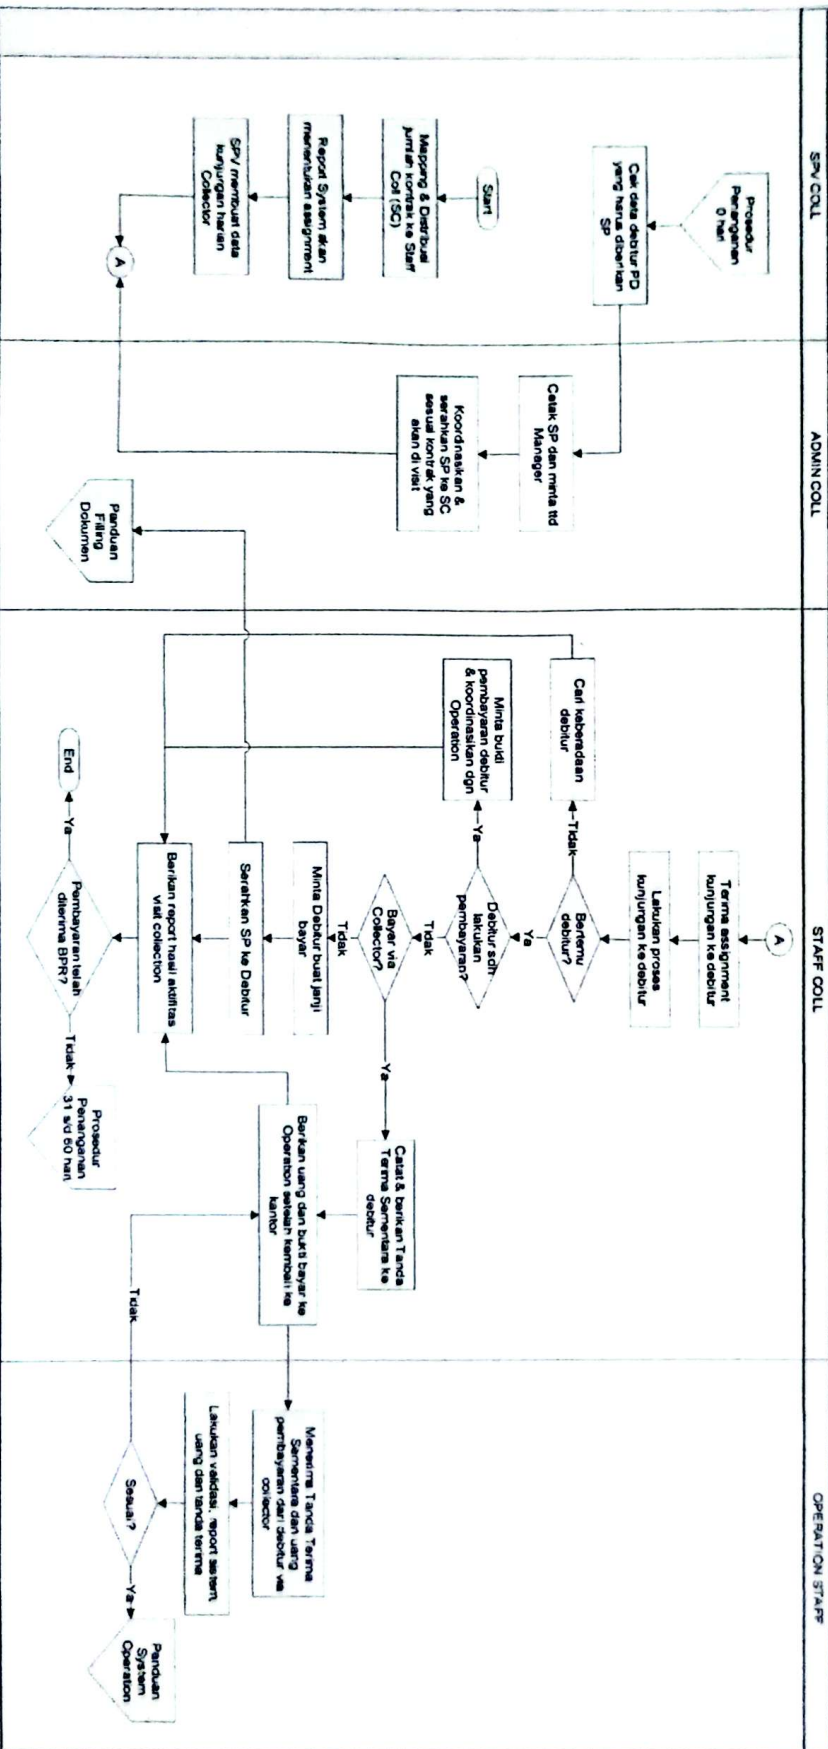 SPV COLL
ADMIN COLL
STAFF COLL
OPERATION STAFF
Prosedur
Penanganan
0 hari
Cek data debitur PD
yang harus diberikan
SP
Start
Mapping & Distribusi
jumlah kontrak ke Staff
Coll (SC)
Report System akan
menentukan assignment
SPV membuat data
kunjungan harian
Collector
A
Cetak SP dan minta ttd
Manager
Koordinasikan &
serahkan SP ke SC
sesuai kontrak yang
akan di visit
Panduan
Filling
Dokumen
A
Terima assignment
kunjungan ke debitur
Lakukan proses
kunjungan ke debitur
Bertemu
debitur?
Tidak
Cari keberadaan
debitur
Ya
Debitur sdh
lakukan
pembayaran?
Ya
Minta bukti
pembayaran debitur
& koordinasikan dgn
Operation
Tidak
Bayar via
Collector?
Ya
Catat & berikan Tanda
Terima Sementara ke
debitur
Tidak
Minta Debitur buat janji
bayar
Serahkan SP ke Debitur
Berikan uang dan bukti bayar ke
Operation setelah kembali ke
kantor
Berikan report hasil aktifitas
visit collection
Pembayaran telah
diterima BPR?
Ya
End
Tidak
Prosedur
Penanganan
31 s/d 60 hari
Menerima Tanda Terima
Sementara dan uang
pembayaran dari debitur via
collector
Lakukan validasi, report sistem,
uang dan tanda terima
Sesuai?
Tidak
Ya
Panduan
System
Operation